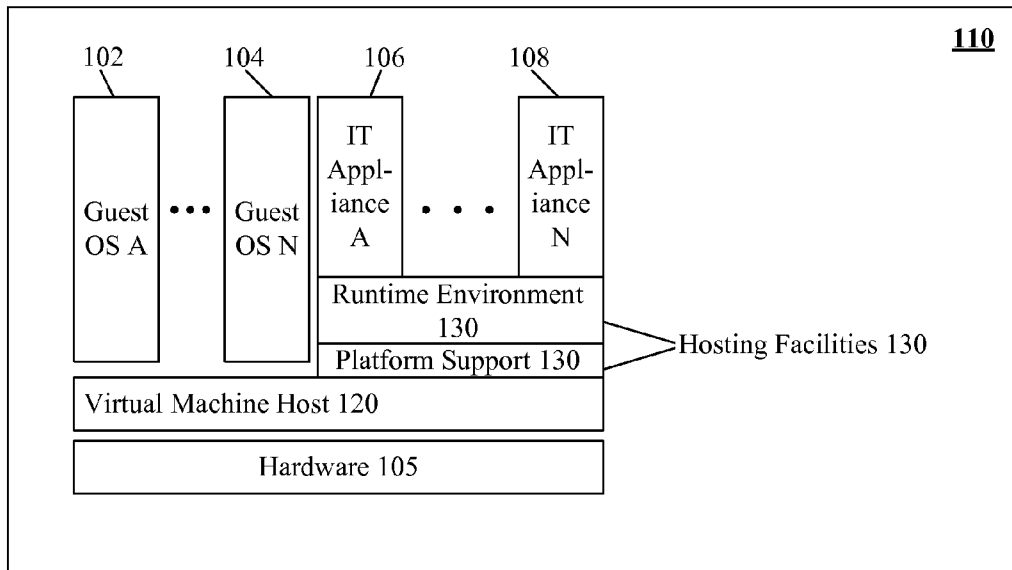 110
102
104
106
108
Guest
OS A
Guest
OS N
IT
Appl-
iance
A
IT
Appl-
iance
N
Runtime Environment
130
Platform Support 130
Hosting Facilities 130
Virtual Machine Host 120
Hardware 105